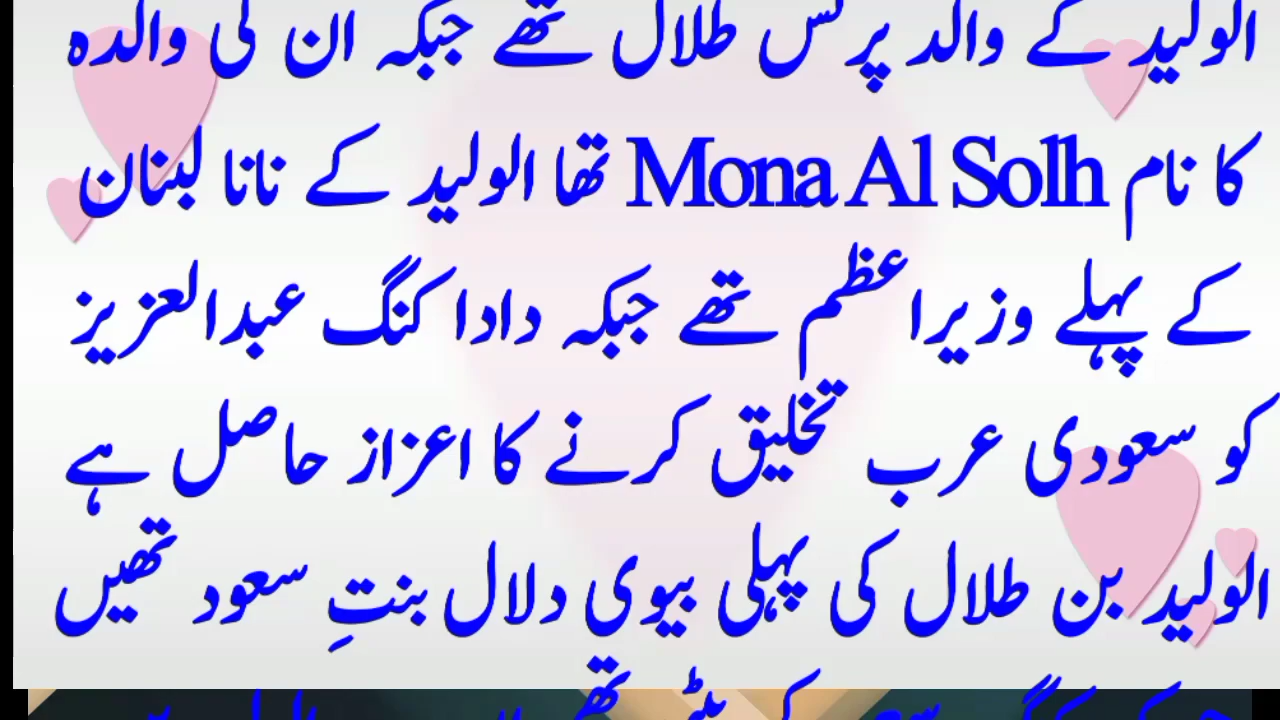 الولید کے والد پرنس طلال تھے جبکہ ان کی والدہ
کا نام Mona Al Solh تھا الولید کے نانا لبنان
کے پہلے وزیراعظم تھے جبکہ دادا کنگ عبدالعزیز
کو سعودی عرب تخلیق کرنے کا اعزاز حاصل ہے
الولید بن طلال کی پہلی بیوی دلال بنتِ سعود تھیں